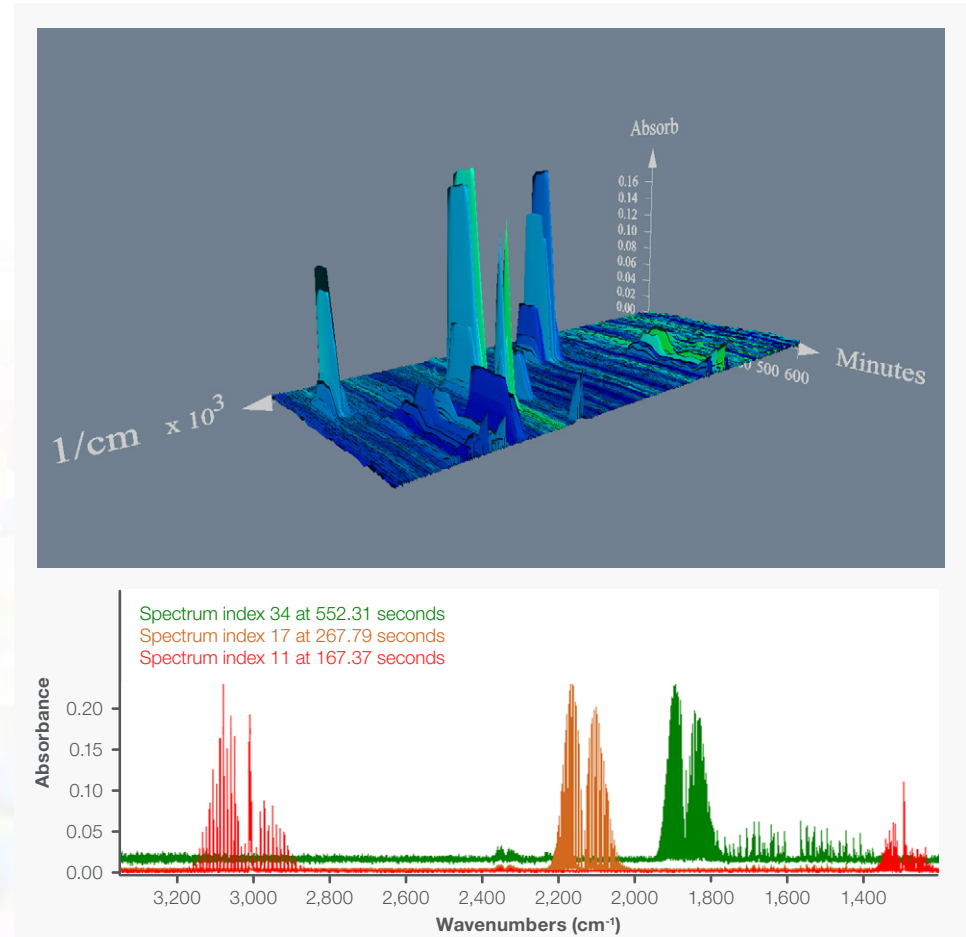 Absorb
0.16
0.14
0.12
0.10
0.08
0.06
0.04
0.02
0.00
1/cm x 10³
0 500 600
Minutes
Spectrum index 34 at 552.31 seconds
Spectrum index 17 at 267.79 seconds
Spectrum index 11 at 167.37 seconds
Absorbance
0.20
0.15
0.10
0.05
0.00
3,200 3,000 2,800 2,600 2,400 2,200 2,000 1,800 1,600 1,400
Wavenumbers (cm⁻¹)